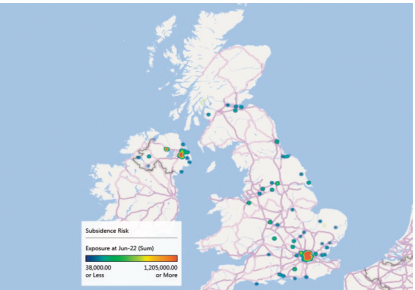 Subsidence Risk
Exposure at Jun-22 (Sum)
38,000.00 1,205,000.00
or Less or More